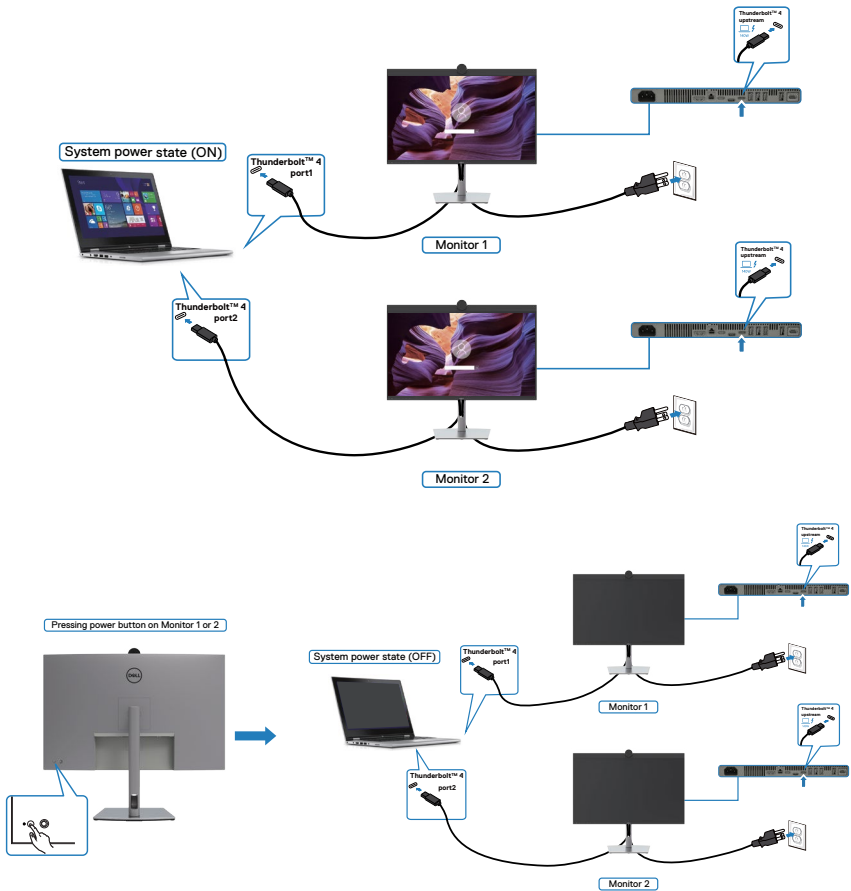 Thunderbolt™ 4
upstream
System power state (ON)
Thunderbolt™ 4
port1
Monitor 1
Thunderbolt™ 4
upstream
Thunderbolt™ 4
port2
Monitor 2
Thunderbolt™ 4
upstream
Pressing power button on Monitor 1 or 2
System power state (OFF)
Thunderbolt™ 4
port1
DELL
Monitor 1
Thunderbolt™ 4
upstream
Thunderbolt™ 4
port2
Monitor 2